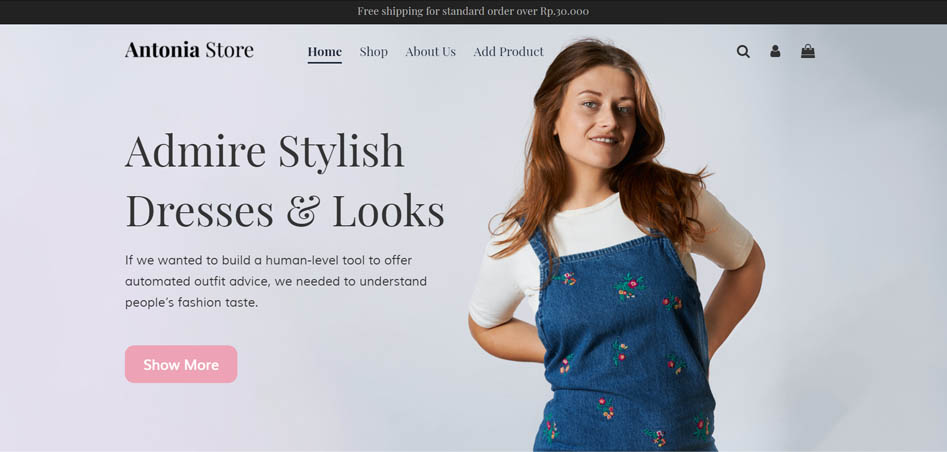 Free shipping for standard order over Rp.30.000
Antonia Store
Home Shop About Us Add Product
Admire Stylish
Dresses & Looks
If we wanted to build a human-level tool to offer
automated outfit advice, we needed to understand
people’s fashion taste.
Show More